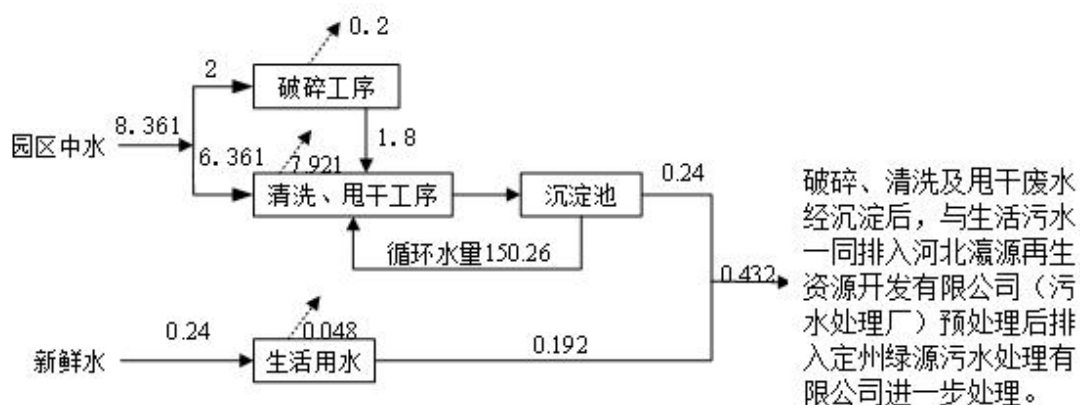 0.2
2
破碎工序
园区中水
8.361
1.8
6.361
7.921
清洗、甩干工序
沉淀池
0.24
循环水量150.26
0.432
新鲜水
0.24
0.048
生活用水
0.192
破碎、清洗及甩干废水
经沉淀后，与生活污水
一同排入河北瀛源再生
资源开发有限公司（污
水处理厂）预处理后排
入定州绿源污水处理有
限公司进一步处理。